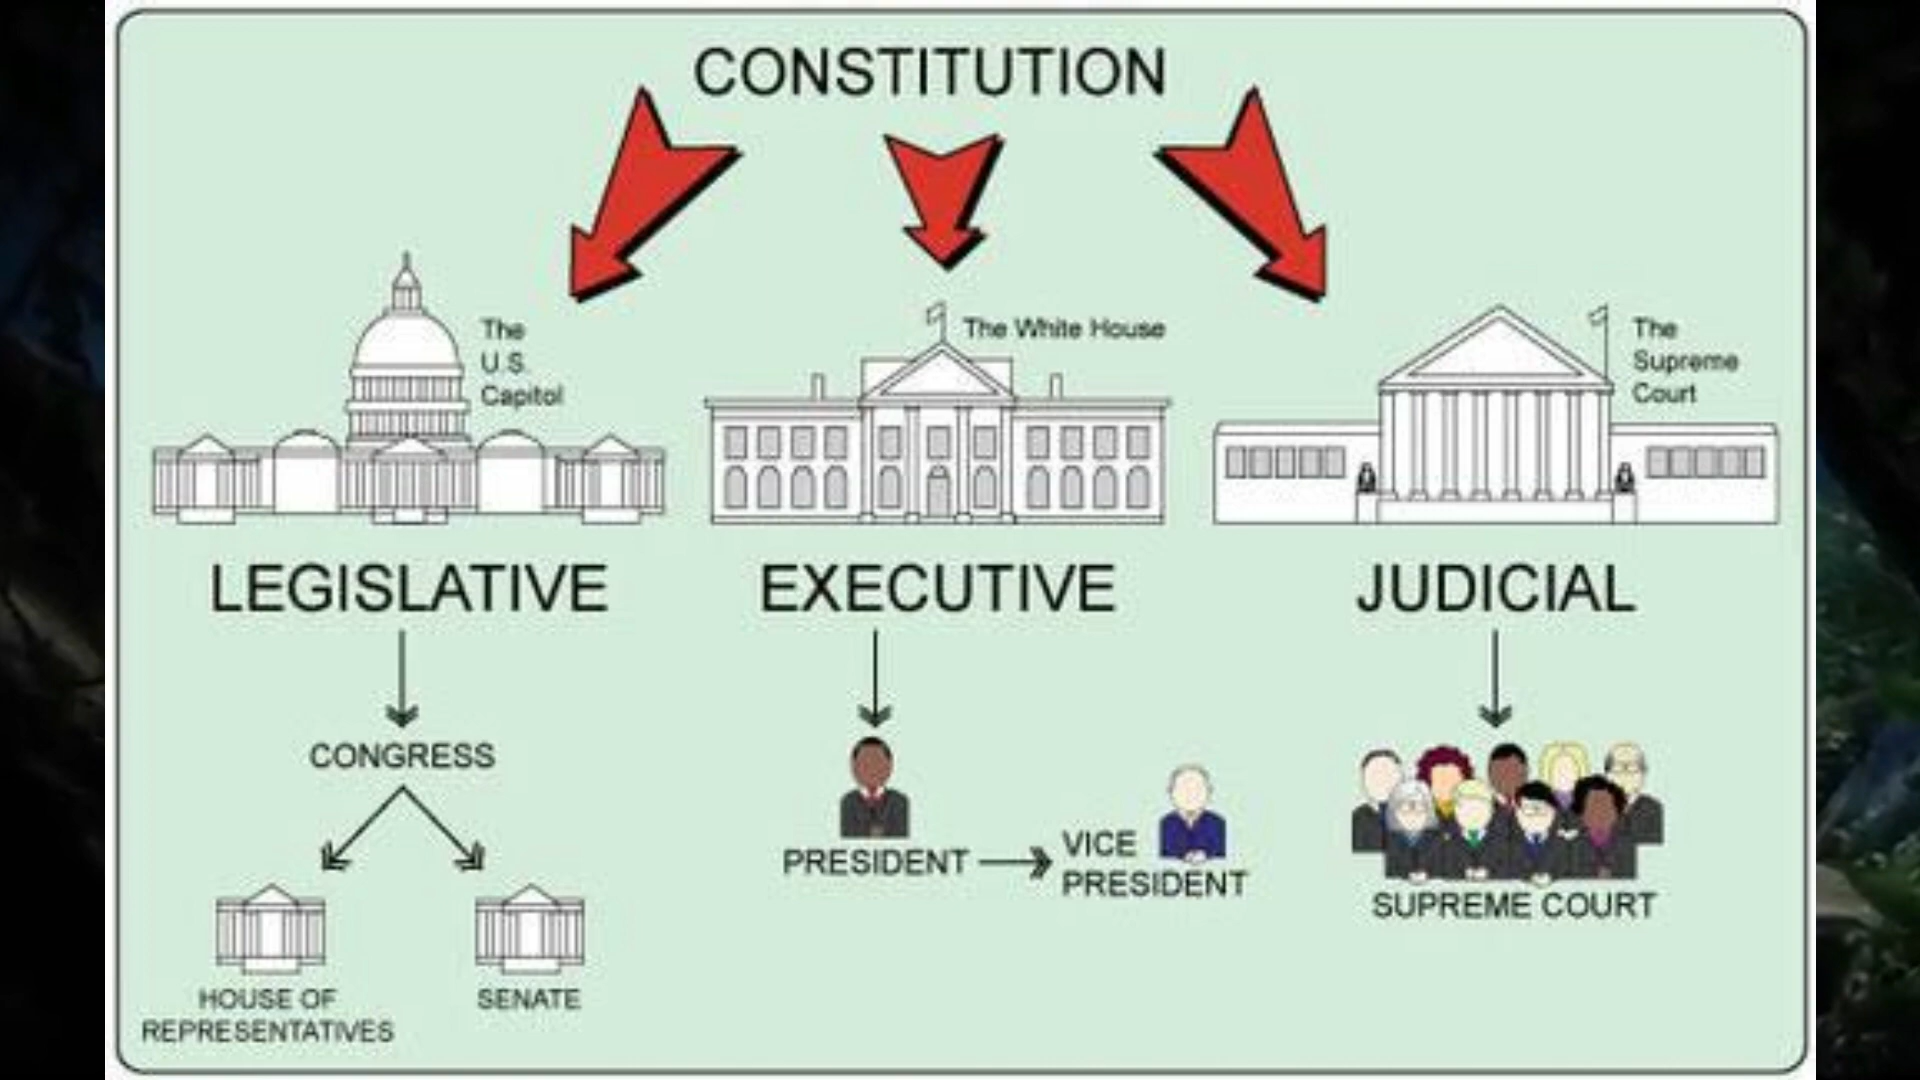 CONSTITUTION
The
U.S.
Capitol
The White House
The
Supreme
Court
LEGISLATIVE
EXECUTIVE
JUDICIAL
CONGRESS
HOUSE OF
REPRESENTATIVES
SENATE
PRESIDENT
VICE
PRESIDENT
SUPREME COURT